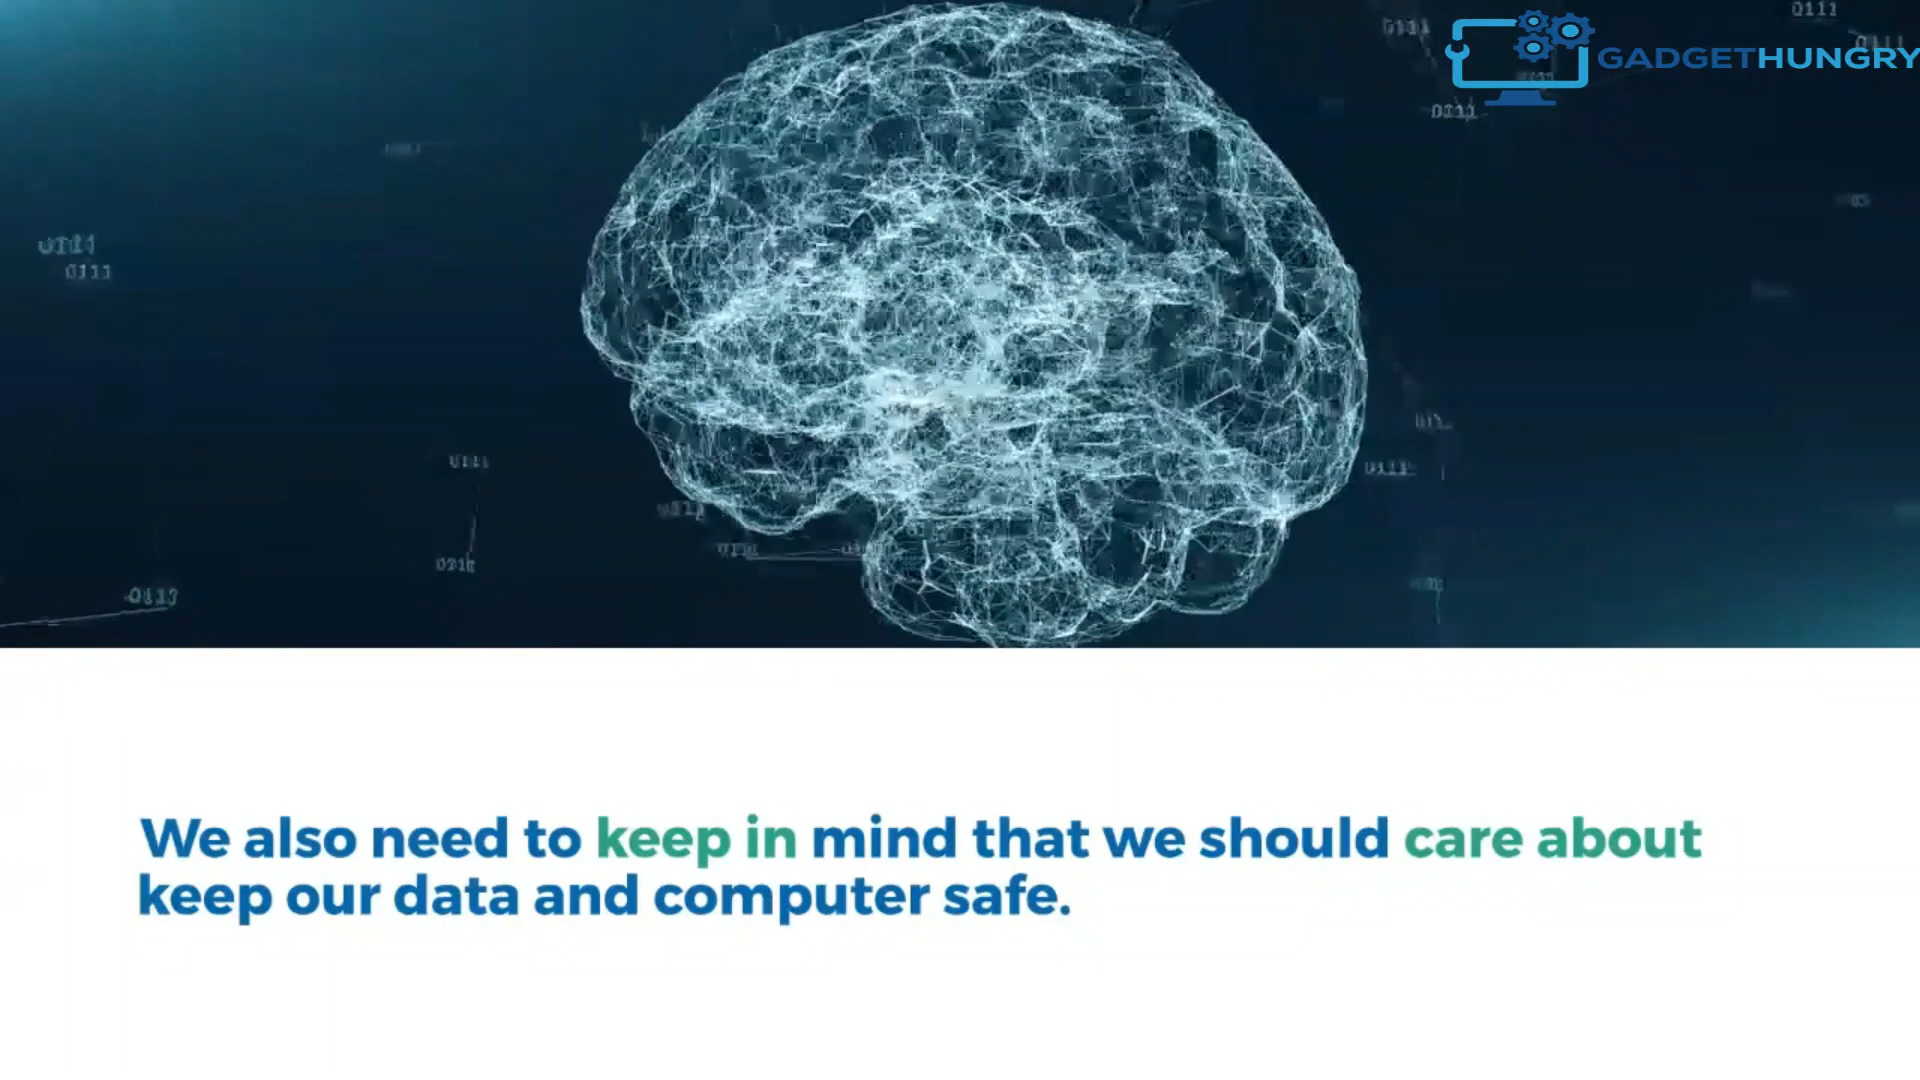 GADGETHUNGRY
We also need to keep in mind that we should care about
keep our data and computer safe.